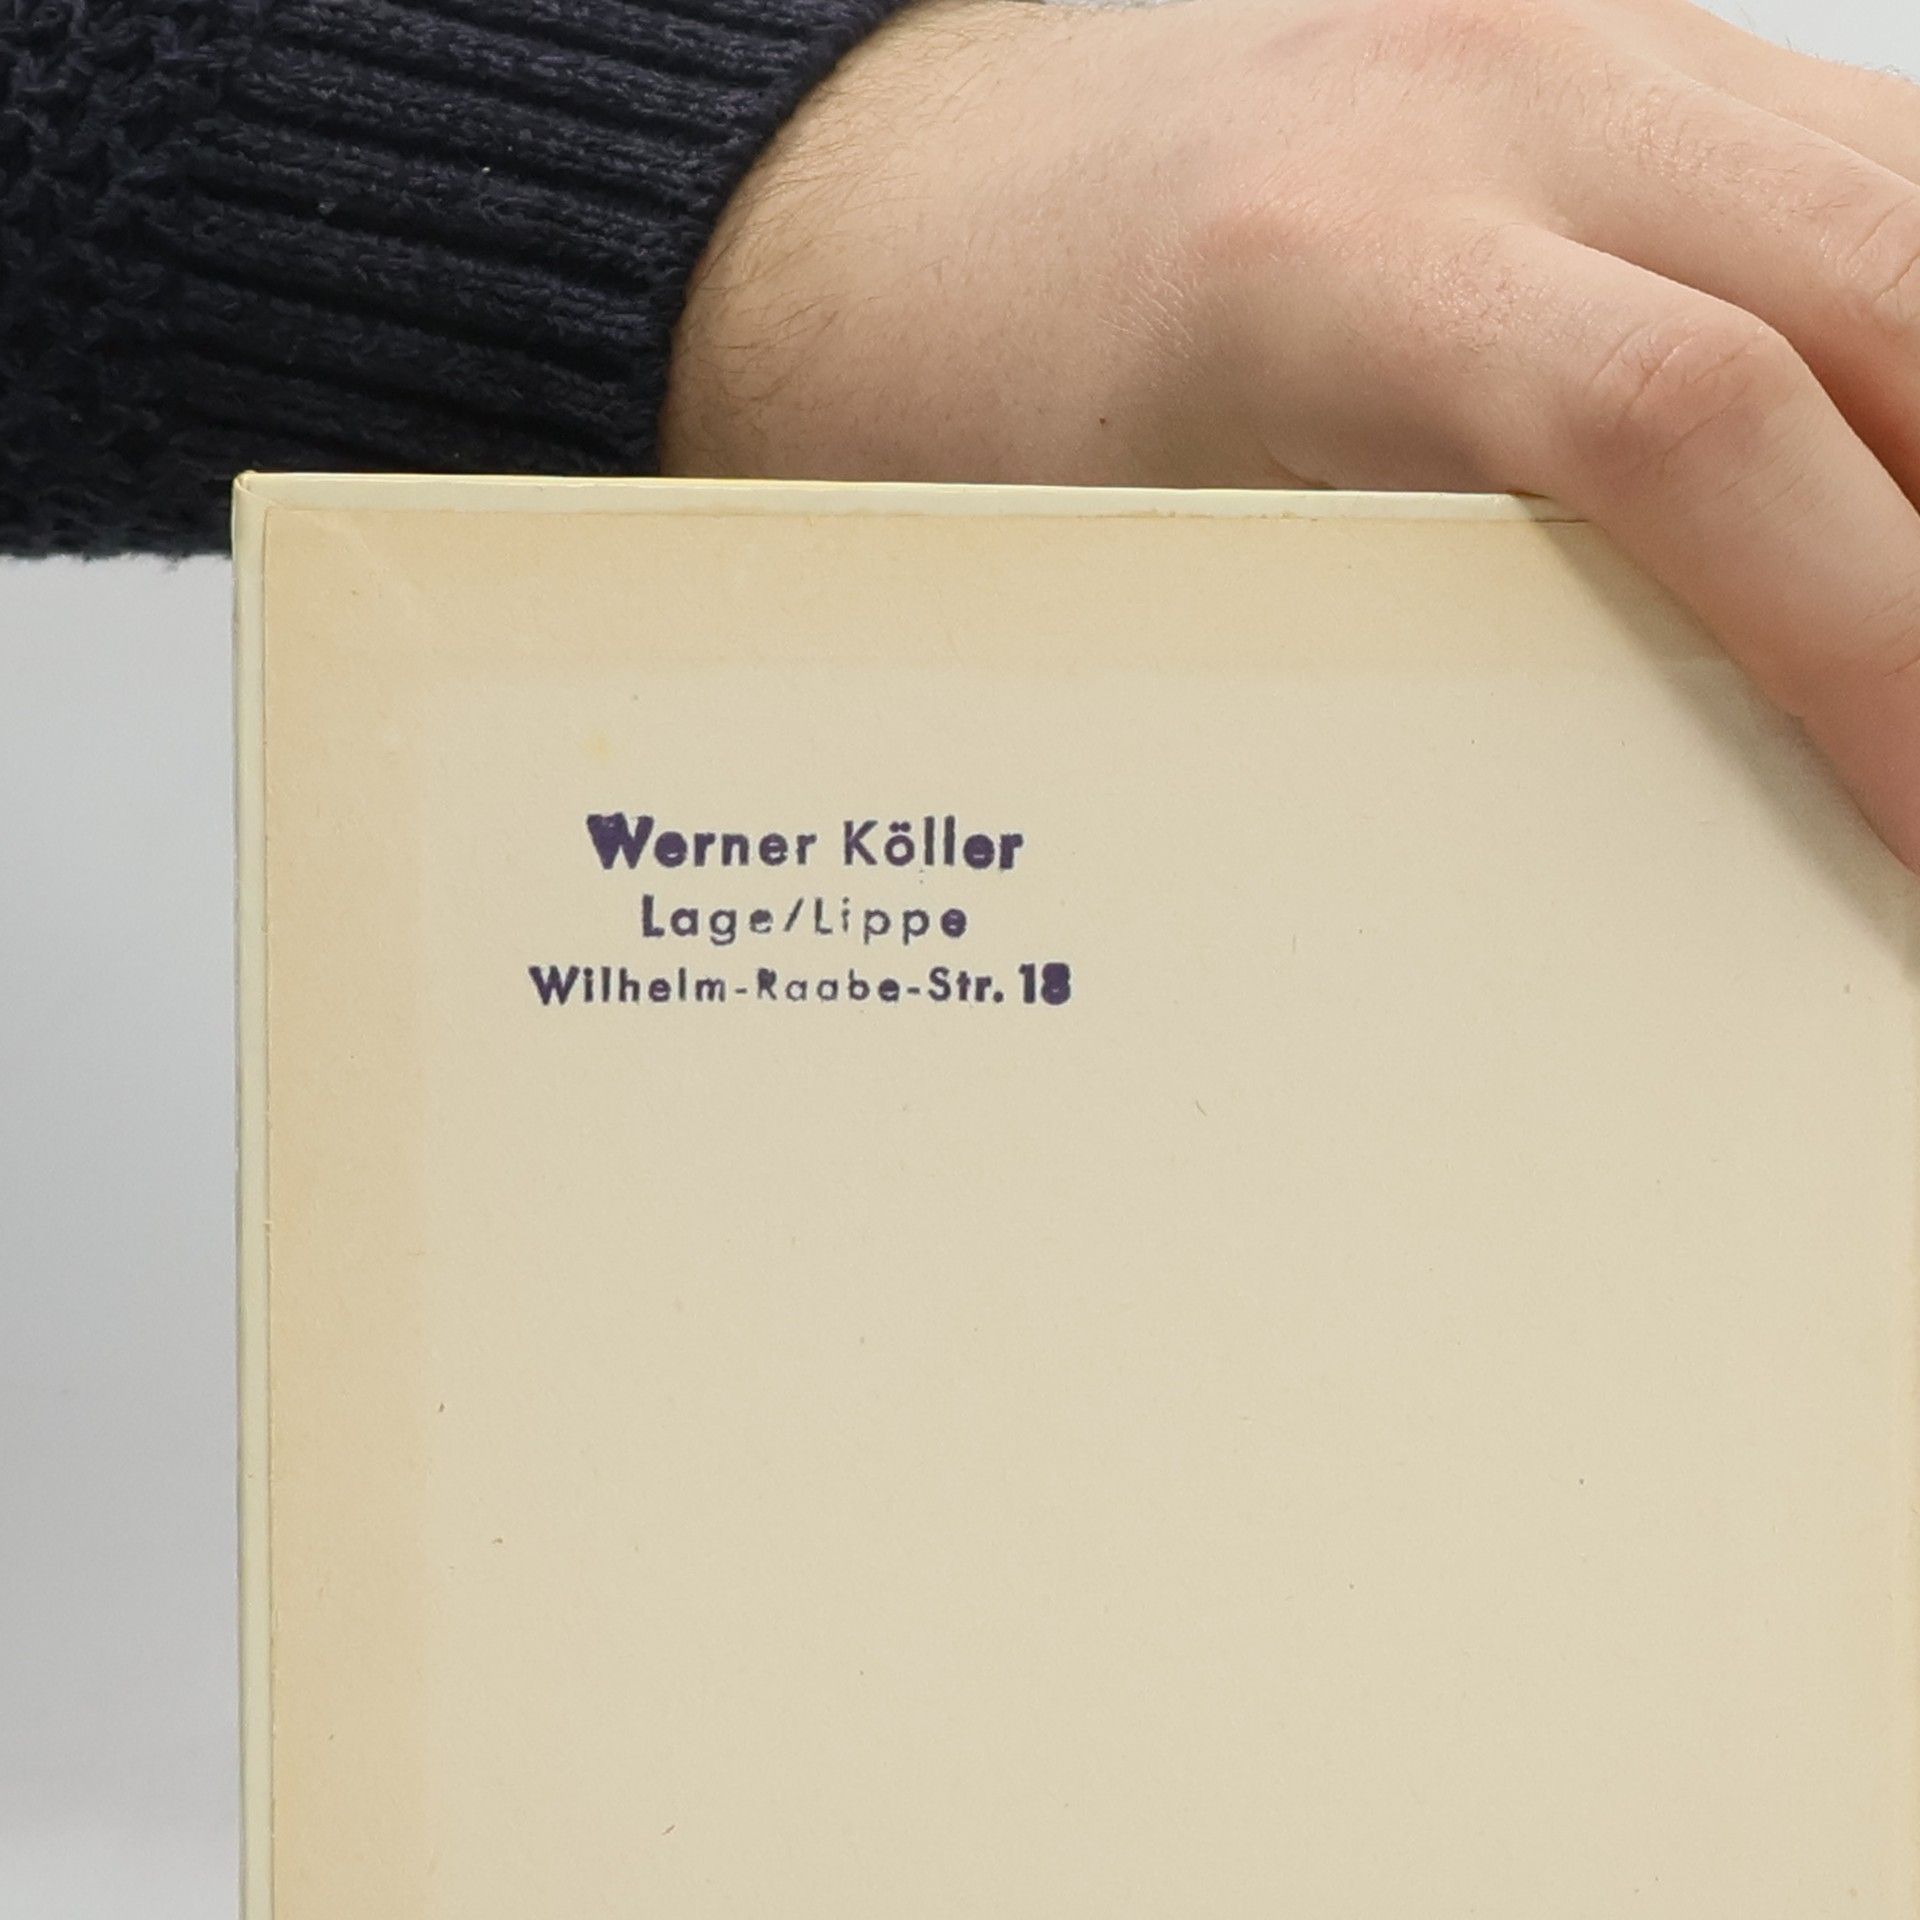 Werner Köller
Lage/Lippe
Wilhelm-Raabe-Str. 18